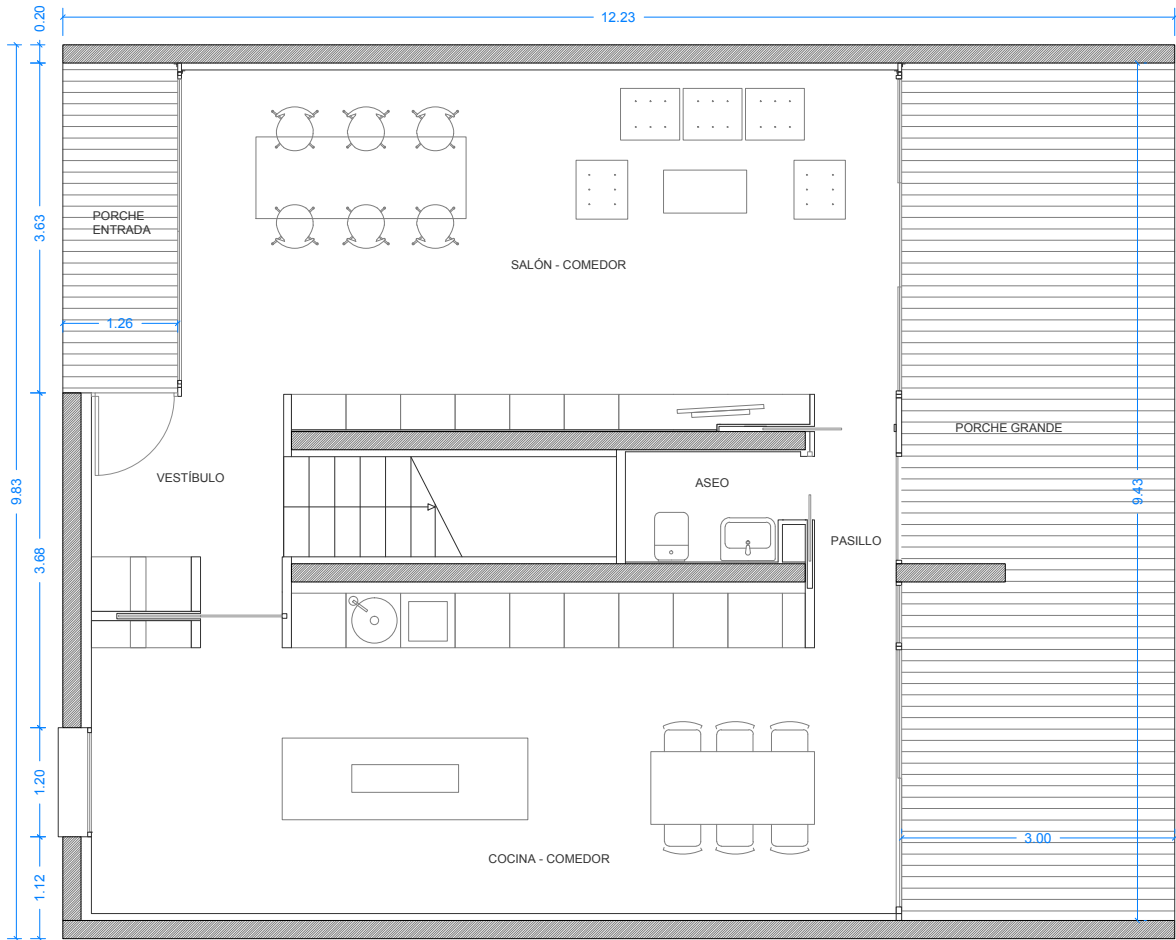 0.20
12.23
3.63
PORCHE
ENTRADA
SALÓN - COMEDOR
1.26
PORCHE GRANDE
VESTÍBULO
ASEO
9.83
9.43
3.68
PASILLO
1.20
3.00
COCINA - COMEDOR
1.12